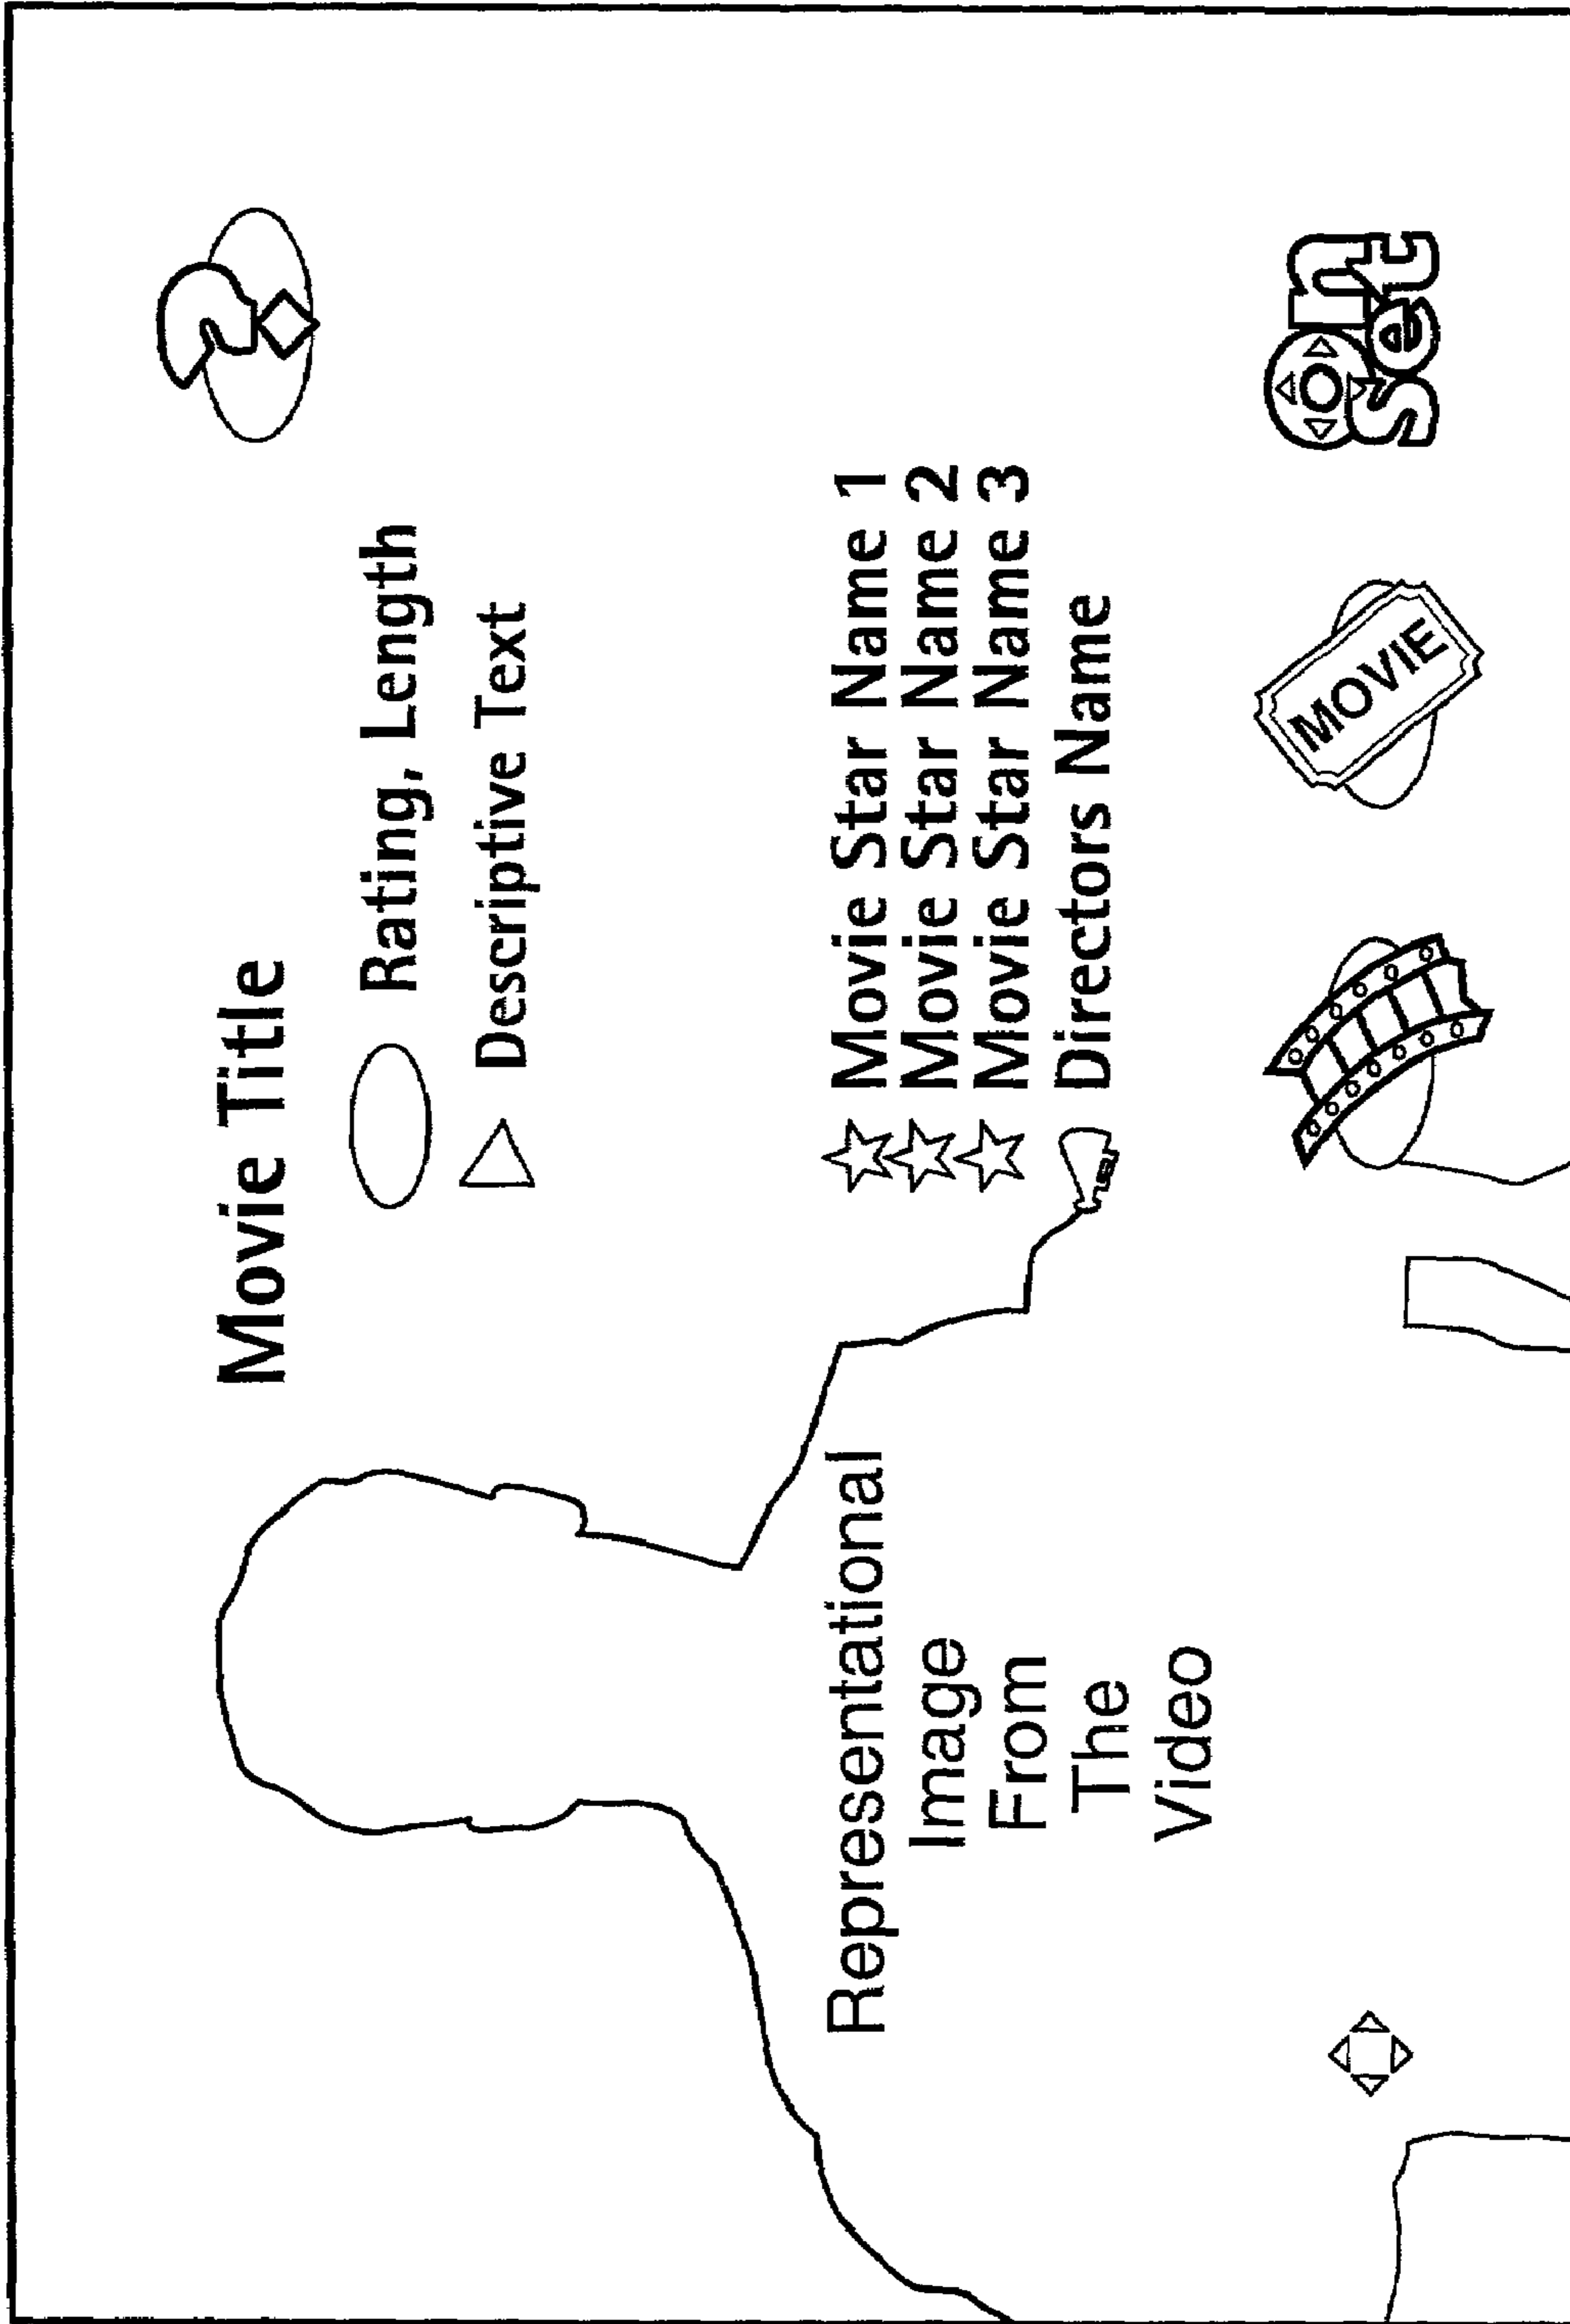 Movie Title
Rating, Length
Descriptive Text
Movie Star Name 1
Movie Star Name 2
Movie Star Name 3
Directors Name
Representational
Image
From
The
Video
MOVIE
on
set